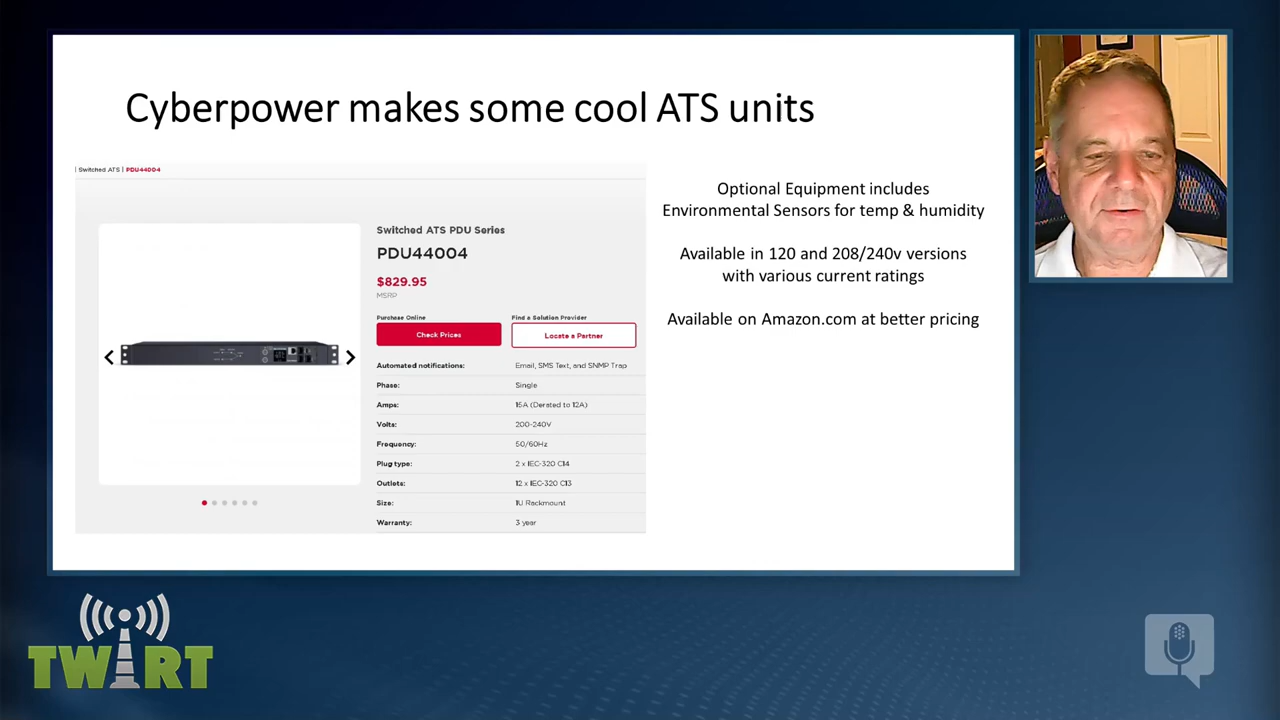 Cyberpower makes some cool ATS units
| Switched ATS | PDU44004
Switched ATS PDU Series
PDU44004
$829.95
MSRP
Purchase Online
Find a Solution Provider
Check Prices
Locate a Partner
Automated notifications: Email, SMS Text, and SNMP Trap
Phase: Single
Amps: 15A (Derated to 12A)
Volts: 200-240V
Frequency: 50/60Hz
Plug type: 2 x IEC-320 C14
Outlets: 12 x IEC-320 C13
Size: 1U Rackmount
Warranty: 3 year
Optional Equipment includes
Environmental Sensors for temp & humidity
Available in 120 and 208/240v versions
with various current ratings
Available on Amazon.com at better pricing
TWIRT